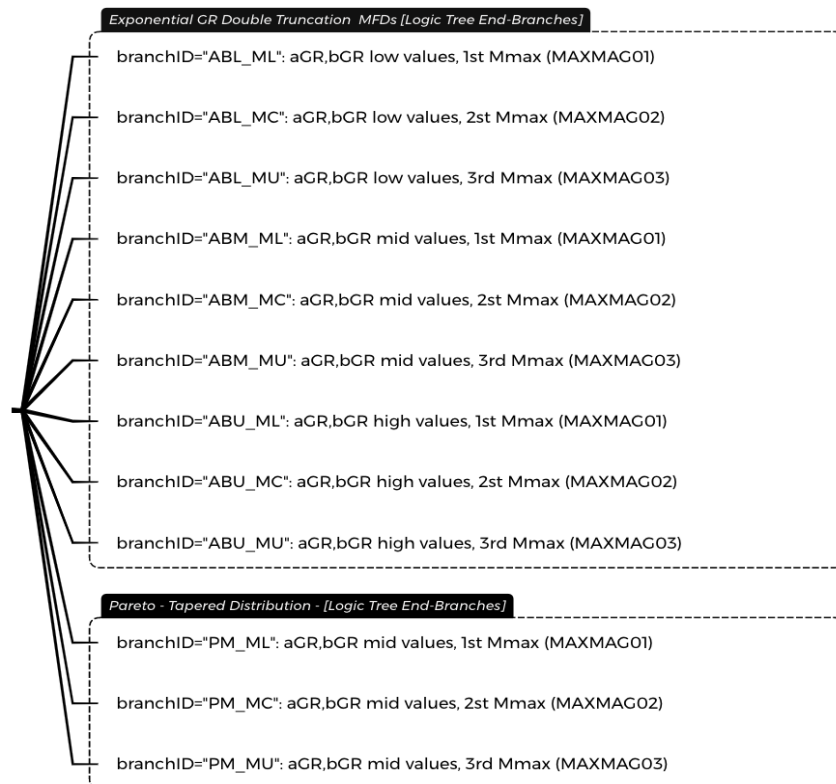 Exponential GR Double Truncation MFDs [Logic Tree End-Branches]
branchID="ABL_ML": aGR,bGR low values, 1st Mmax (MAXMAG01)
branchID="ABL_MC": aGR,bGR low values, 2st Mmax (MAXMAG02)
branchID="ABL_MU": aGR,bGR low values, 3rd Mmax (MAXMAG03)
branchID="ABM_ML": aGR,bGR mid values, 1st Mmax (MAXMAG01)
branchID="ABM_MC": aGR,bGR mid values, 2st Mmax (MAXMAG02)
branchID="ABM_MU": aGR,bGR mid values, 3rd Mmax (MAXMAG03)
branchID="ABU_ML": aGR,bGR high values, 1st Mmax (MAXMAG01)
branchID="ABU_MC": aGR,bGR high values, 2st Mmax (MAXMAG02)
branchID="ABU_MU": aGR,bGR high values, 3rd Mmax (MAXMAG03)
Pareto - Tapered Distribution - [Logic Tree End-Branches]
branchID="PM_ML": aGR,bGR mid values, 1st Mmax (MAXMAG01)
branchID="PM_MC": aGR,bGR mid values, 2st Mmax (MAXMAG02)
branchID="PM_MU": aGR,bGR mid values, 3rd Mmax (MAXMAG03)